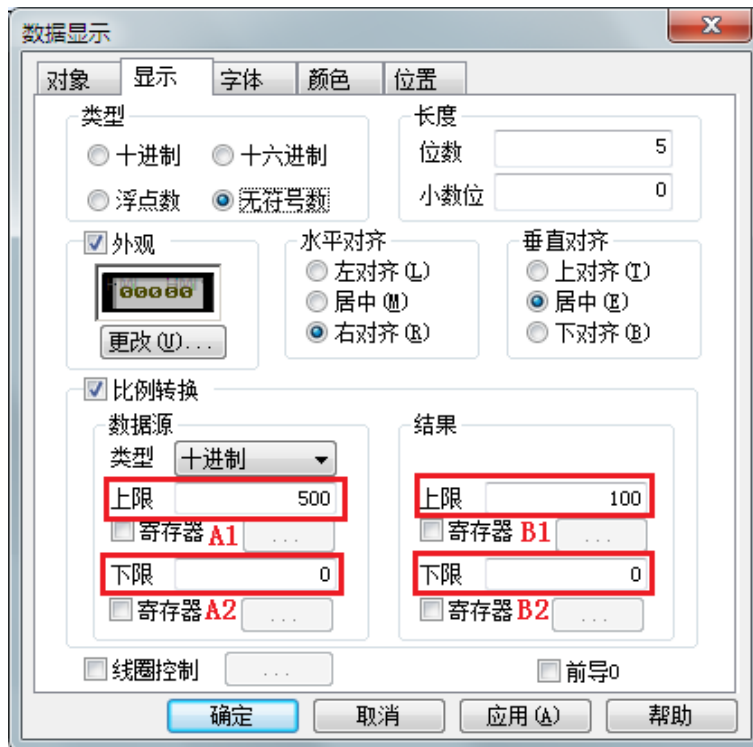 数据显示
对象 显示 字体 颜色 位置
类型 长度
十进制 十六进制 位数 5
浮点数 无符号数 小数位 0
外观 水平对齐 垂直对齐
左对齐(L) 上对齐(T)
00000 居中(M) 居中(E)
更改(U)... 右对齐(R) 下对齐(B)
比例转换
数据源 结果
类型 十进制
上限 500 上限 100
寄存器 A1 ... 寄存器 B1 ...
下限 0 下限 0
寄存器 A2 ... 寄存器 B2 ...
线圈控制 ... 前导0
确定 取消 应用(A) 帮助